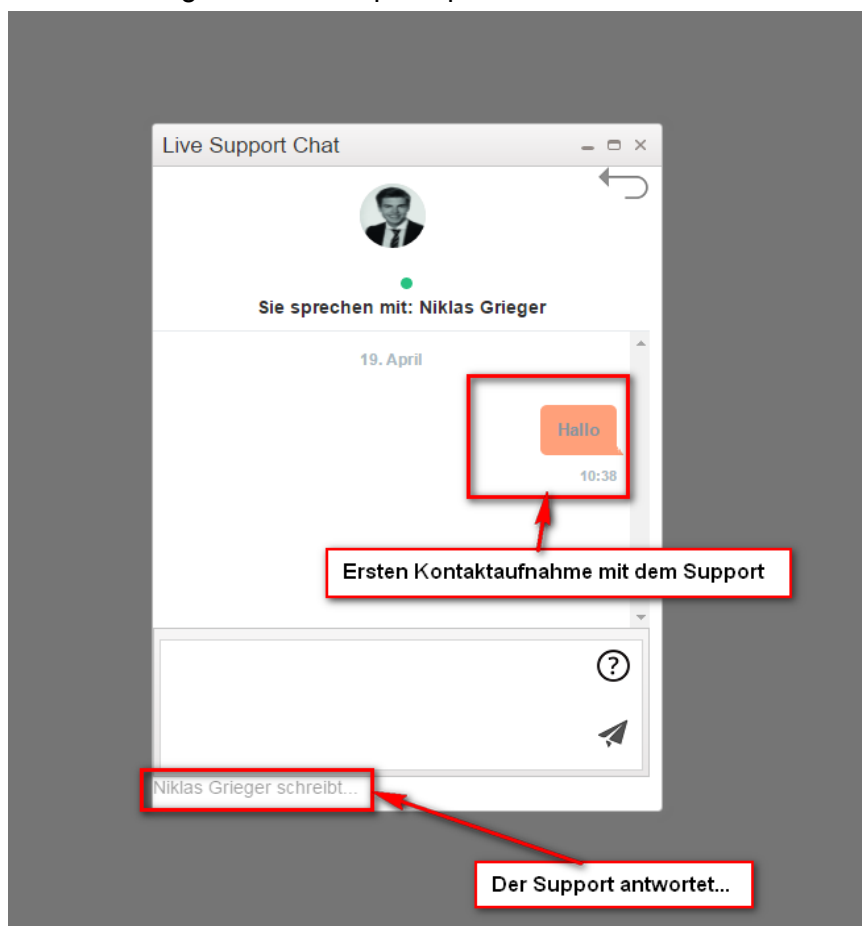 Live Support Chat
Sie sprechen mit: Niklas Grieger
19. April
Hallo
10:38
Ersten Kontaktaufnahme mit dem Support
?
Niklas Grieger schreibt...
Der Support antwortet...